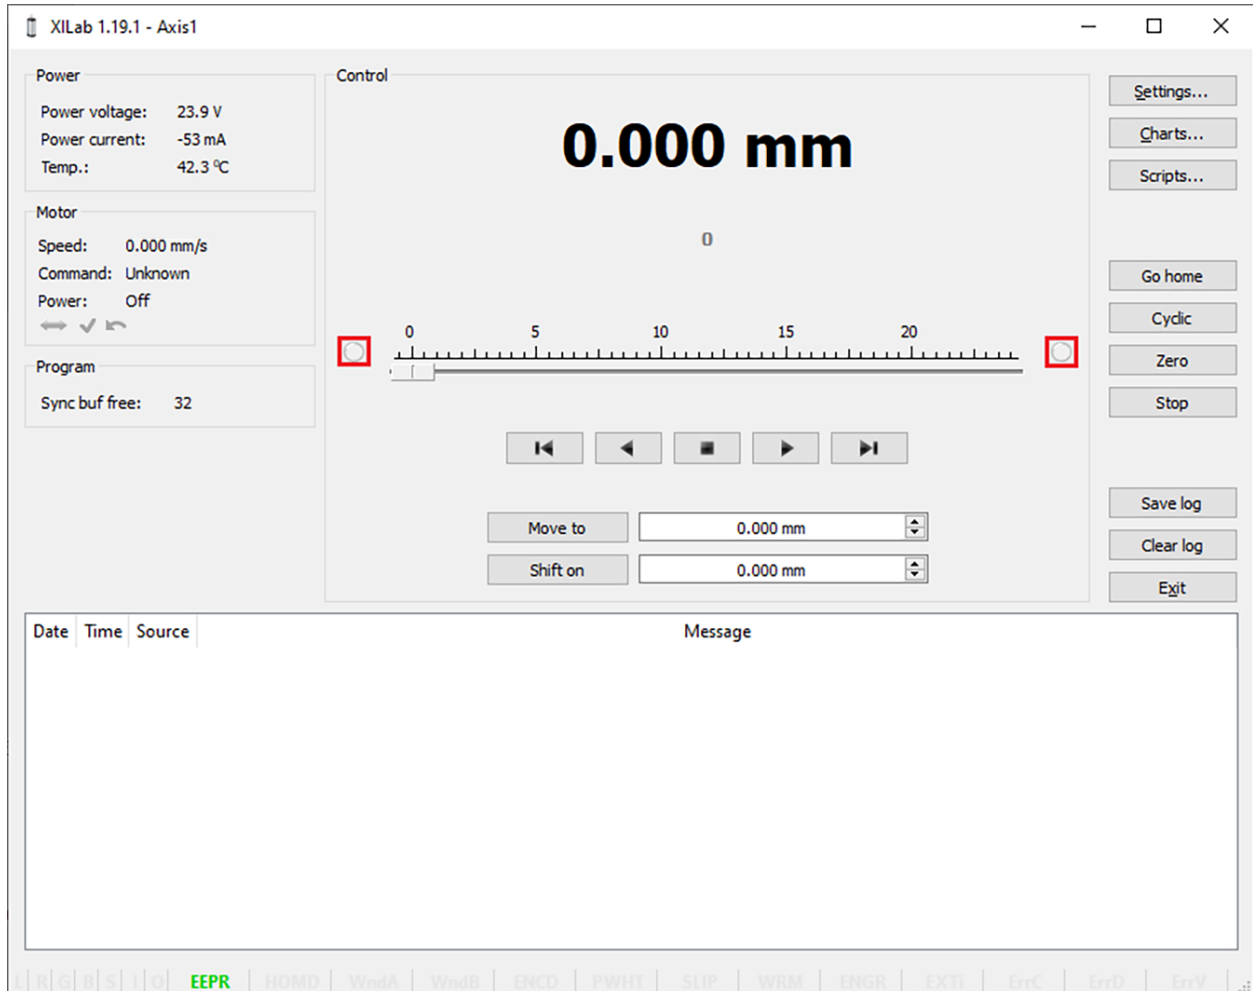 XILab 1.19.1 - Axis1
Power
Power voltage: 23.9 V
Power current: -53 mA
Temp.: 42.3 ⁰C
Motor
Speed: 0.000 mm/s
Command: Unknown
Power: Off
Program
Sync buf free: 32
Control
0.000 mm
0
0 5 10 15 20
Move to 0.000 mm
Shift on 0.000 mm
Settings...
Charts...
Scripts...
Go home
Cyclic
Zero
Stop
Save log
Clear log
Exit
Date Time Source Message
L R G B S I O EEPR HOMD WndA WndB ENCD PWHT SLIP WRM ENGR EXTi ErrC ErrD ErrV